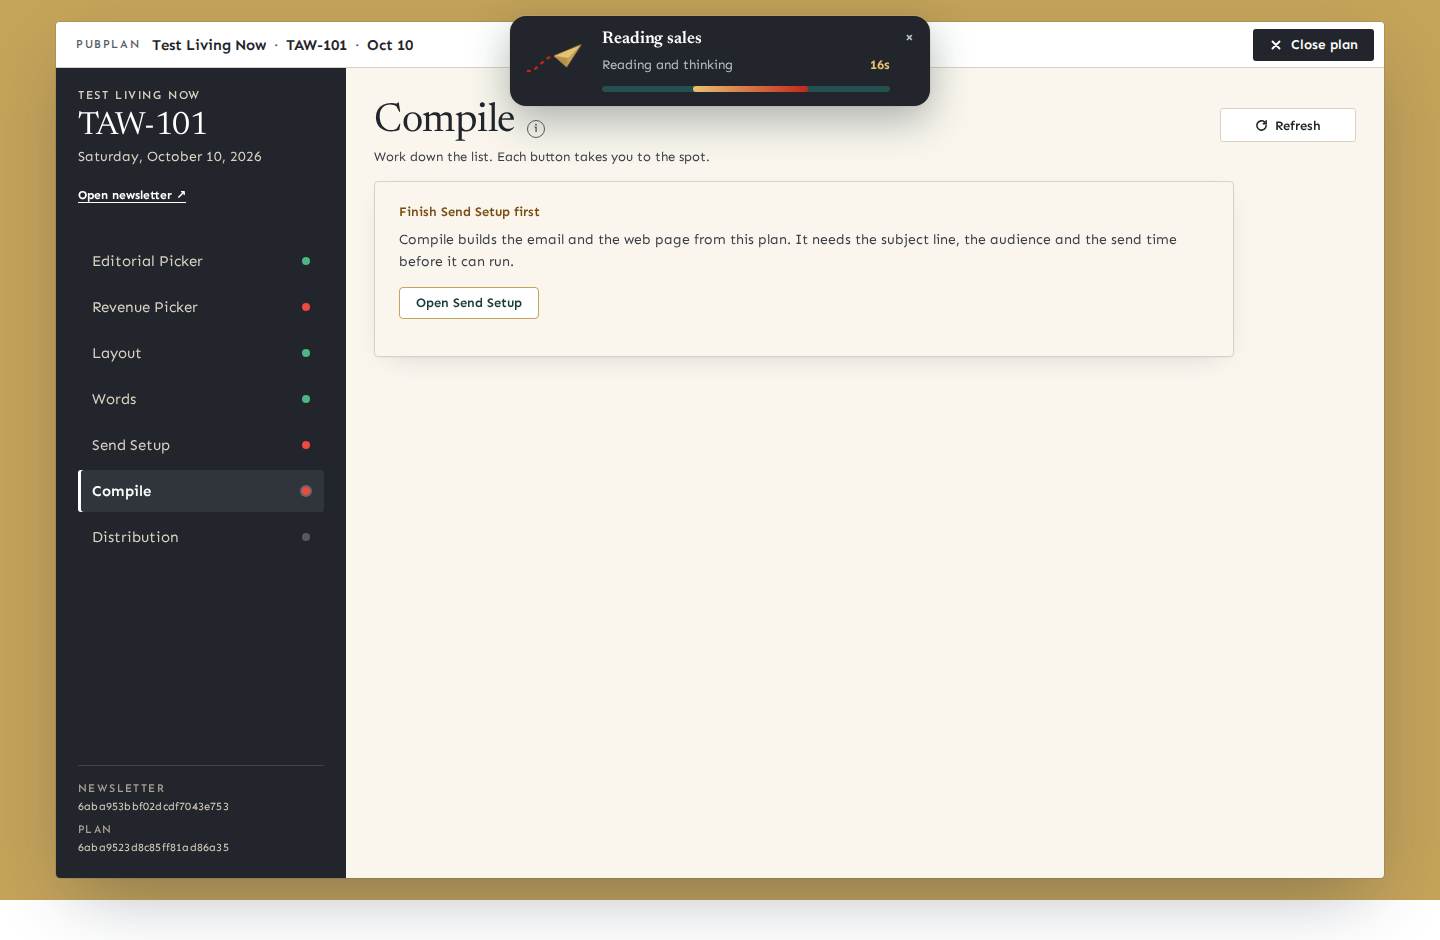 PUBPLAN Test Living Now · TAW-101 · Oct 10
Reading sales
×
Reading and thinking
16s
Close plan
TEST LIVING NOW
TAW-101
Saturday, October 10, 2026
Open newsletter ↗
Editorial Picker
Revenue Picker
Layout
Words
Send Setup
Compile
Distribution
NEWSLETTER
6aba953bbf02dcdf7043e753
PLAN
6aba9523d8c85ff81ad86a35
Compile i
Refresh
Work down the list. Each button takes you to the spot.
Finish Send Setup first
Compile builds the email and the web page from this plan. It needs the subject line, the audience and the send time
before it can run.
Open Send Setup